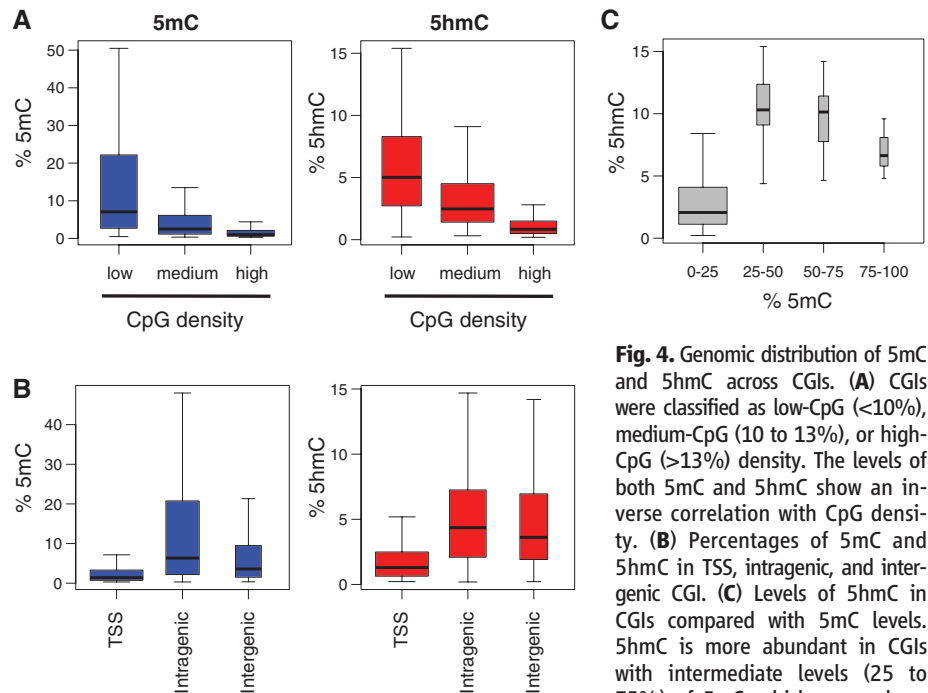 A
5mC
5hmC
% 5mC
50
40
30
20
10
0
low
medium
high
CpG density
% 5hmC
15
10
5
0
low
medium
high
CpG density
C
% 5hmC
15
10
5
0
0-25
25-50
50-75
75-100
% 5mC
B
% 5mC
40
30
20
10
0
TSS
Intragenic
Intergenic
% 5hmC
15
10
5
0
TSS
Intragenic
Intergenic
Fig. 4. Genomic distribution of 5mC
and 5hmC across CGIs. (A) CGIs
were classified as low-CpG (<10%),
medium-CpG (10 to 13%), or high-
CpG (>13%) density. The levels of
both 5mC and 5hmC show an in-
verse correlation with CpG densi-
ty. (B) Percentages of 5mC and
5hmC in TSS, intragenic, and inter-
genic CGI. (C) Levels of 5hmC in
CGIs compared with 5mC levels.
5hmC is more abundant in CGIs
with intermediate levels (25 to